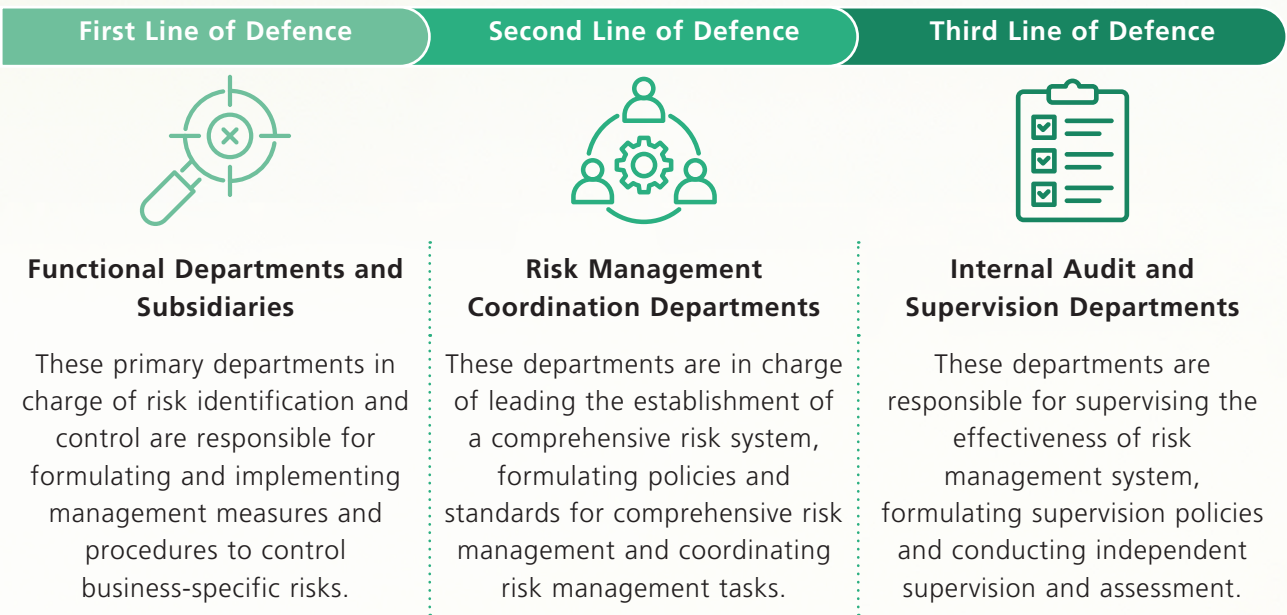 First Line of Defence
Second Line of Defence
Third Line of Defence
Functional Departments and
Subsidiaries
These primary departments in
charge of risk identification and
control are responsible for
formulating and implementing
management measures and
procedures to control
business-specific risks.
Risk Management
Coordination Departments
These departments are in charge
of leading the establishment of
a comprehensive risk system,
formulating policies and
standards for comprehensive risk
management and coordinating
risk management tasks.
Internal Audit and
Supervision Departments
These departments are
responsible for supervising the
effectiveness of risk
management system,
formulating supervision policies
and conducting independent
supervision and assessment.